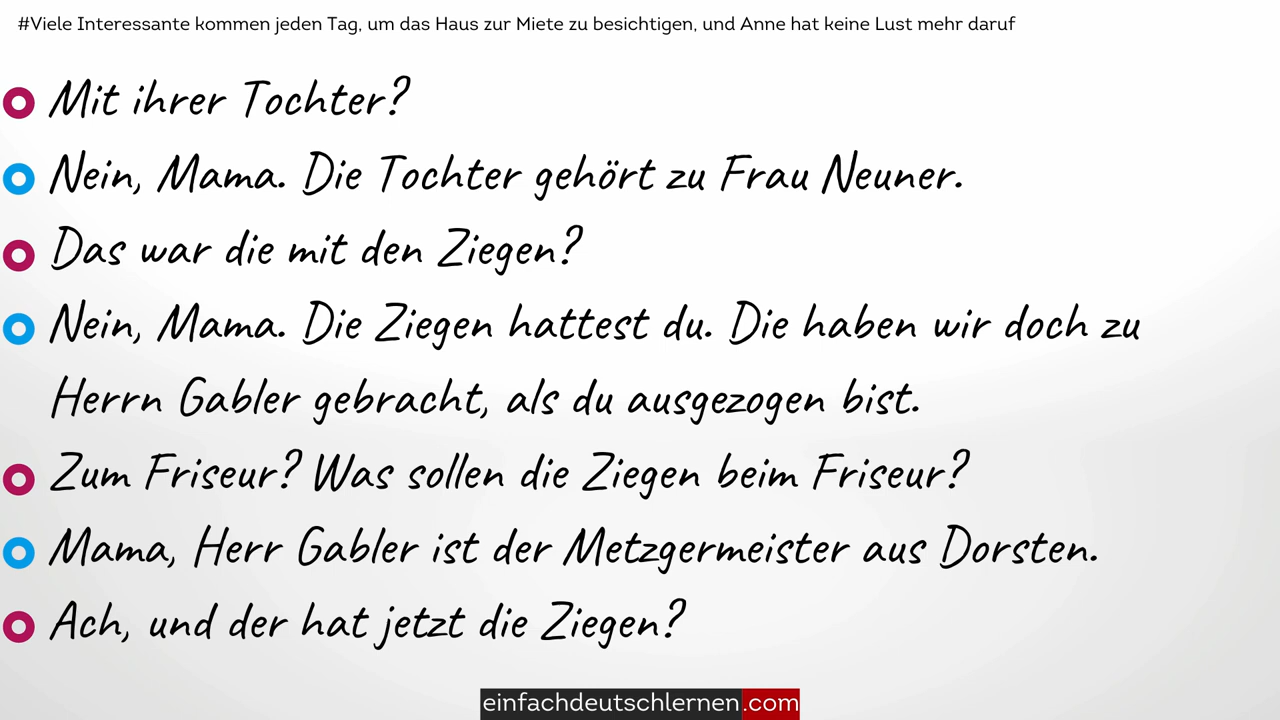 #Viele Interessante kommen jeden Tag, um das Haus zur Miete zu besichtigen, und Anne hat keine Lust mehr daruf
Mit ihrer Tochter?
Nein, Mama. Die Tochter gehört zu Frau Neuner.
Das war die mit den Ziegen?
Nein, Mama. Die Ziegen hattest du. Die haben wir doch zu
Herrn Gabler gebracht, als du ausgezogen bist.
Zum Friseur? Was sollen die Ziegen beim Friseur?
Mama, Herr Gabler ist der Metzgermeister aus Dorsten.
Ach, und der hat jetzt die Ziegen?
einfachdeutschlernen.com